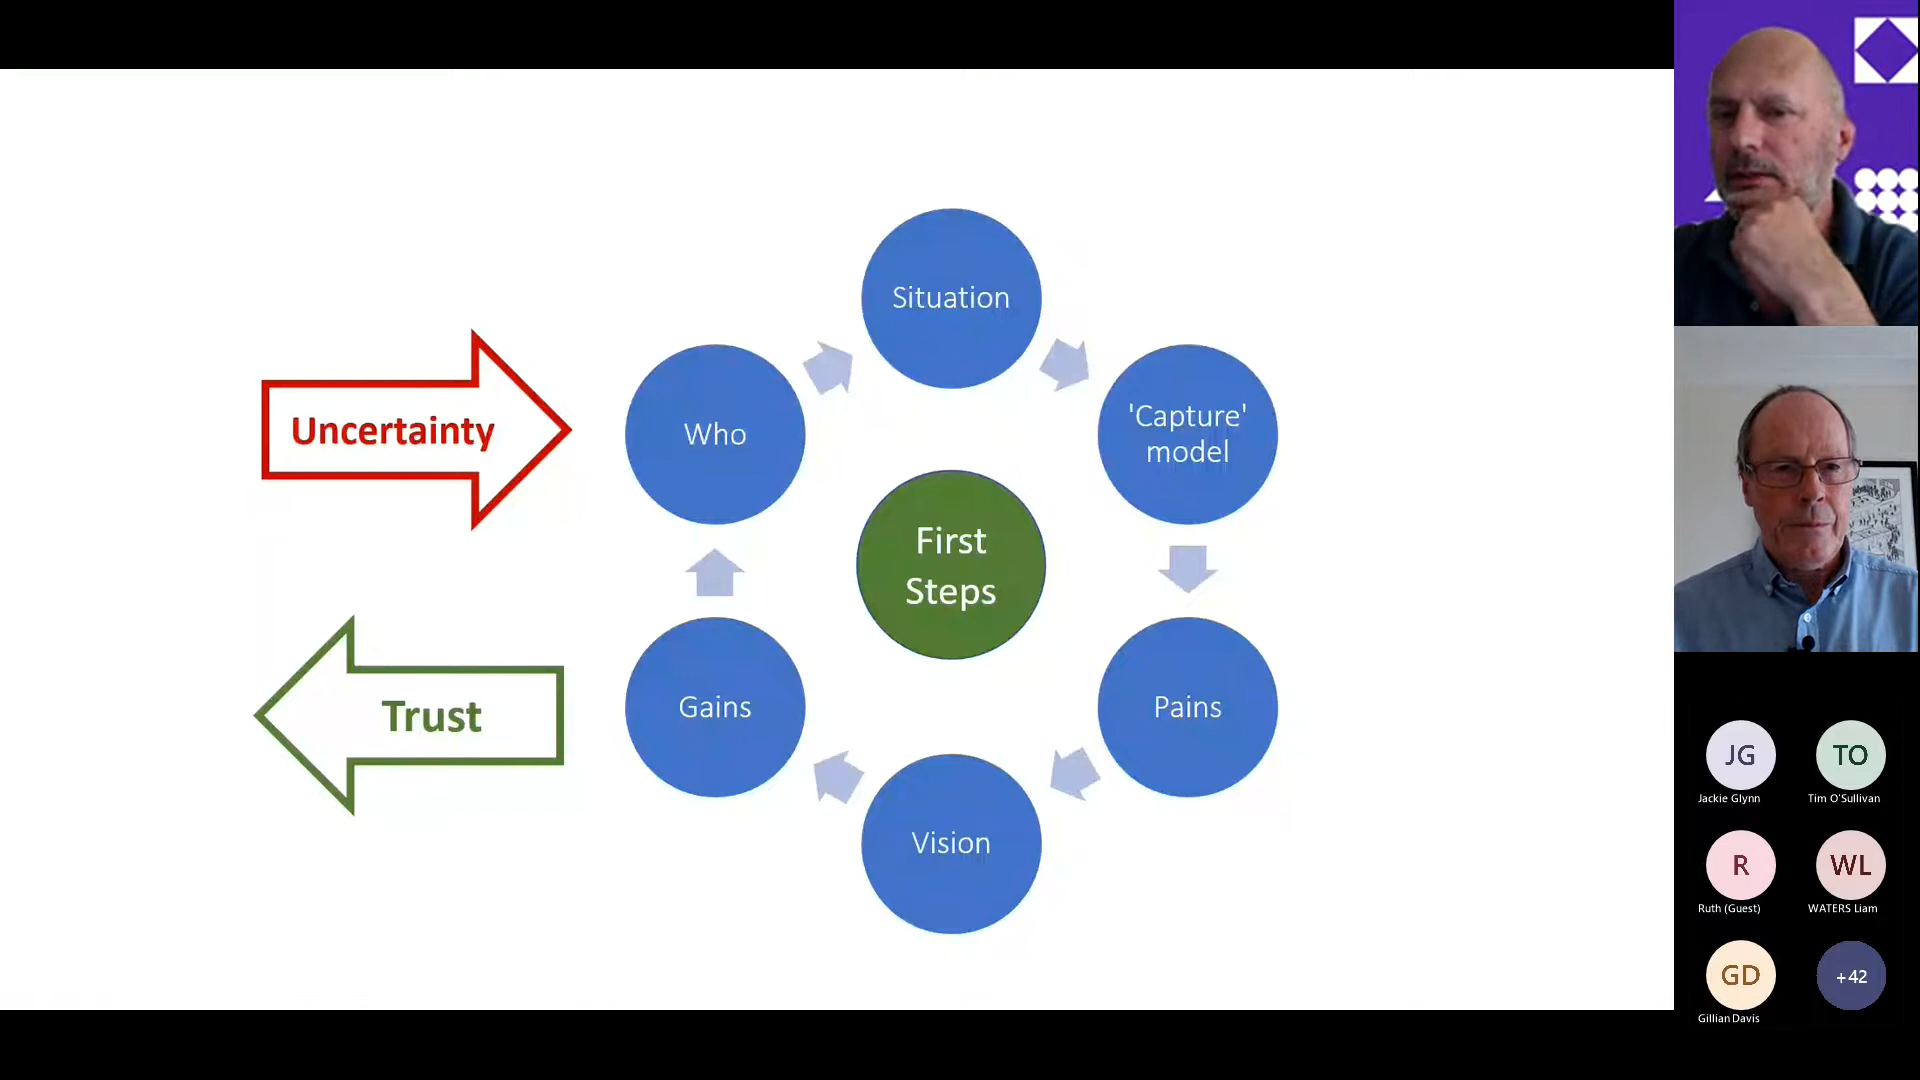 Situation
Uncertainty
Who
'Capture'
model
First
Steps
Trust
Gains
Pains
Vision
JG
Jackie Glynn
TO
Tim O'Sullivan
R
Ruth (Guest)
WL
WATERS Liam
GD
Gillian Davis
+42